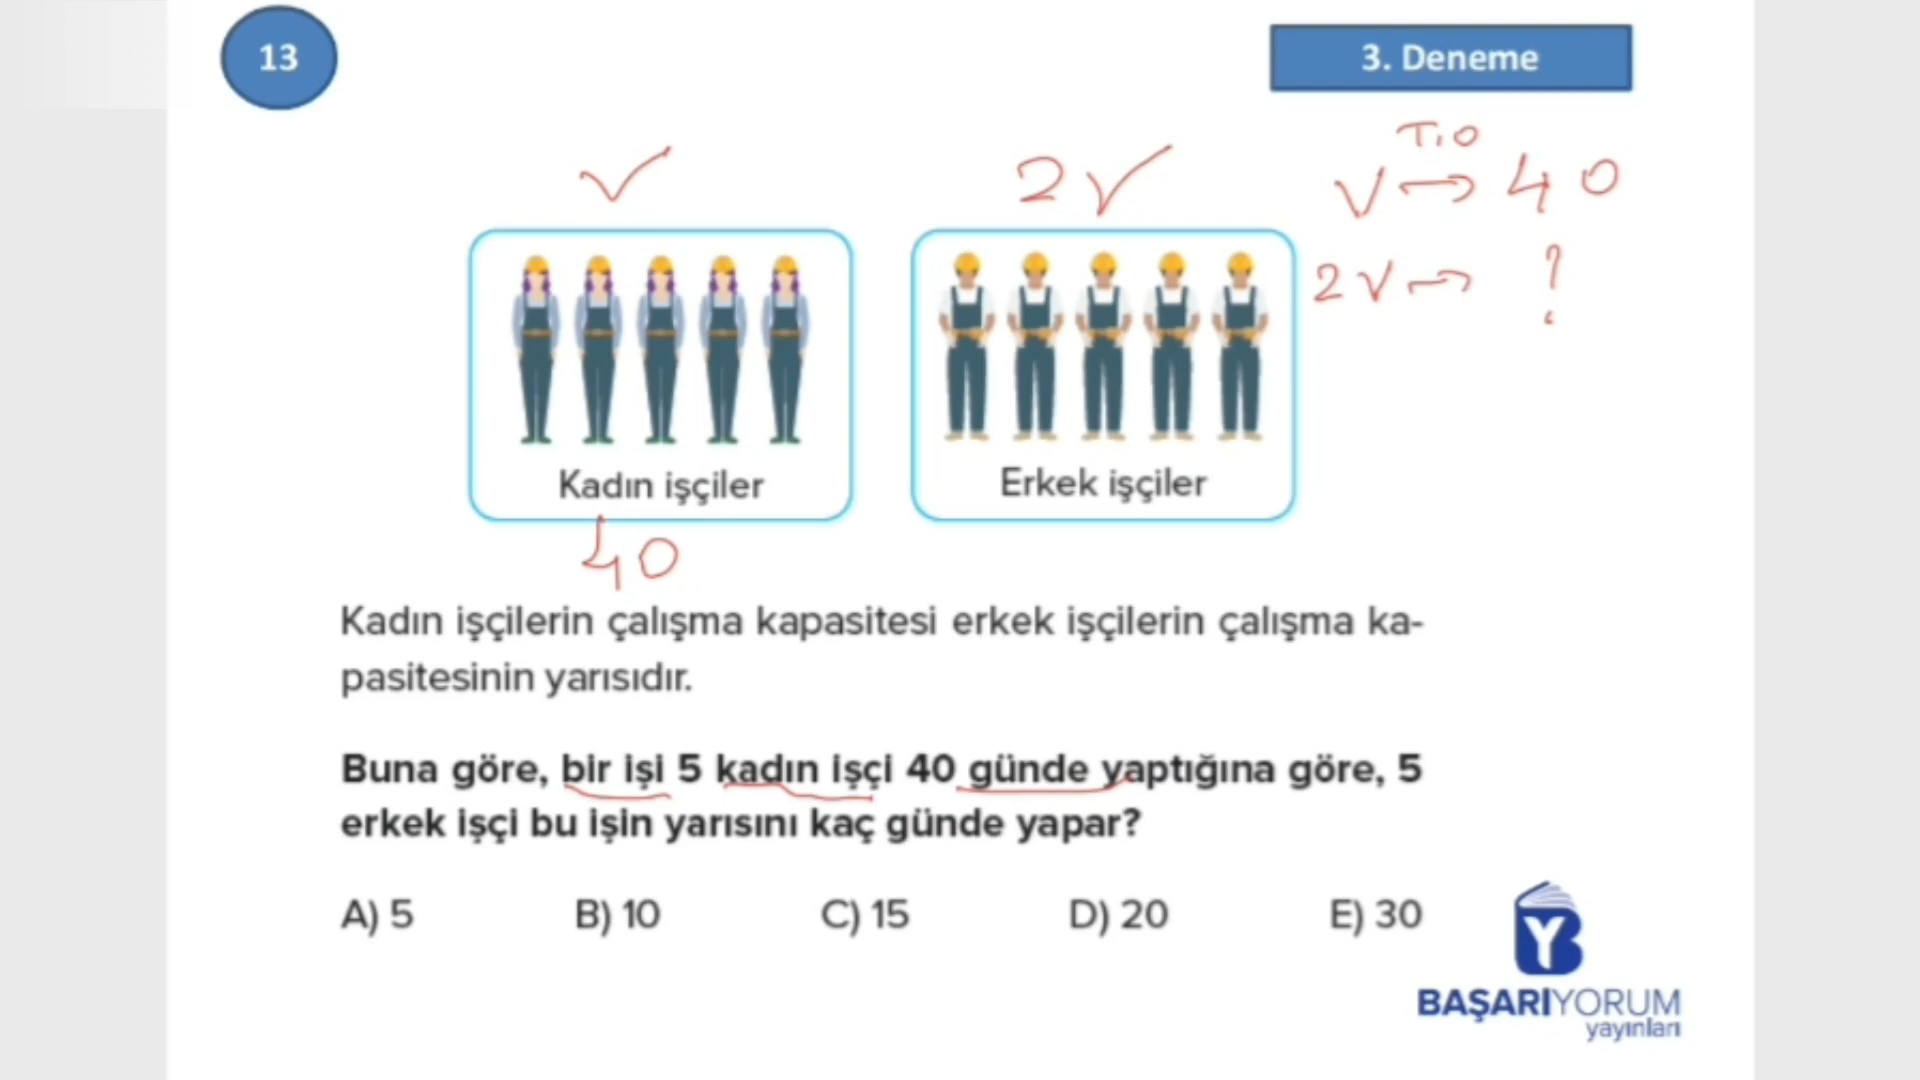 13
3. Deneme
T.O
V → 40
2V → ?
V
2V
Kadın işçiler
Erkek işçiler
40
Kadın işçilerin çalışma kapasitesi erkek işçilerin çalışma ka-
pasitesinin yarısıdır.
Buna göre, bir işi 5 kadın işçi 40 günde yaptığına göre, 5
erkek işçi bu işin yarısını kaç günde yapar?
A) 5 B) 10 C) 15 D) 20 E) 30
BAŞARIYORUM
yayınları